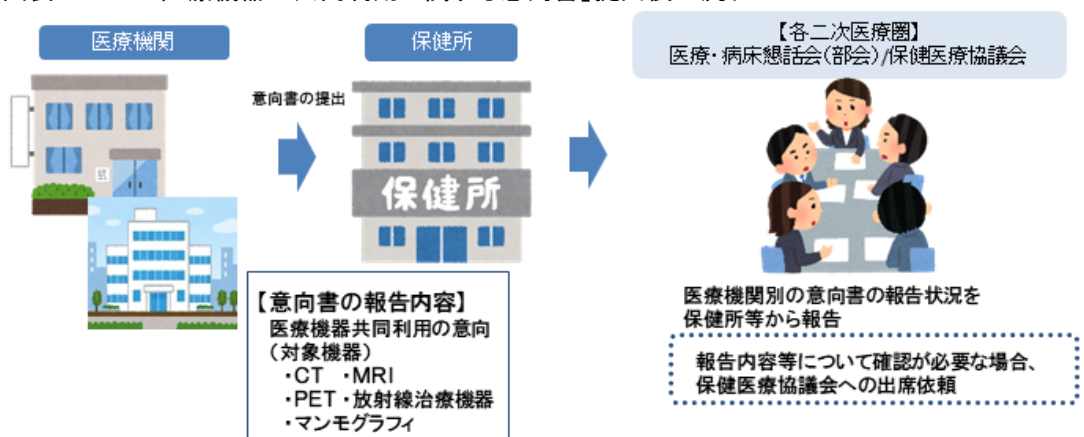 医療機関
保健所
【各二次医療圏】
医療・病床懇話会(部会)/保健医療協議会
意向書の提出
保健所
【意向書の報告内容】
医療機器共同利用の意向
(対象機器)
・CT ・MRI
・PET ・放射線治療機器
・マンモグラフィ
医療機関別の意向書の報告状況を
保健所等から報告
報告内容等について確認が必要な場合、
保健医療協議会への出席依頼